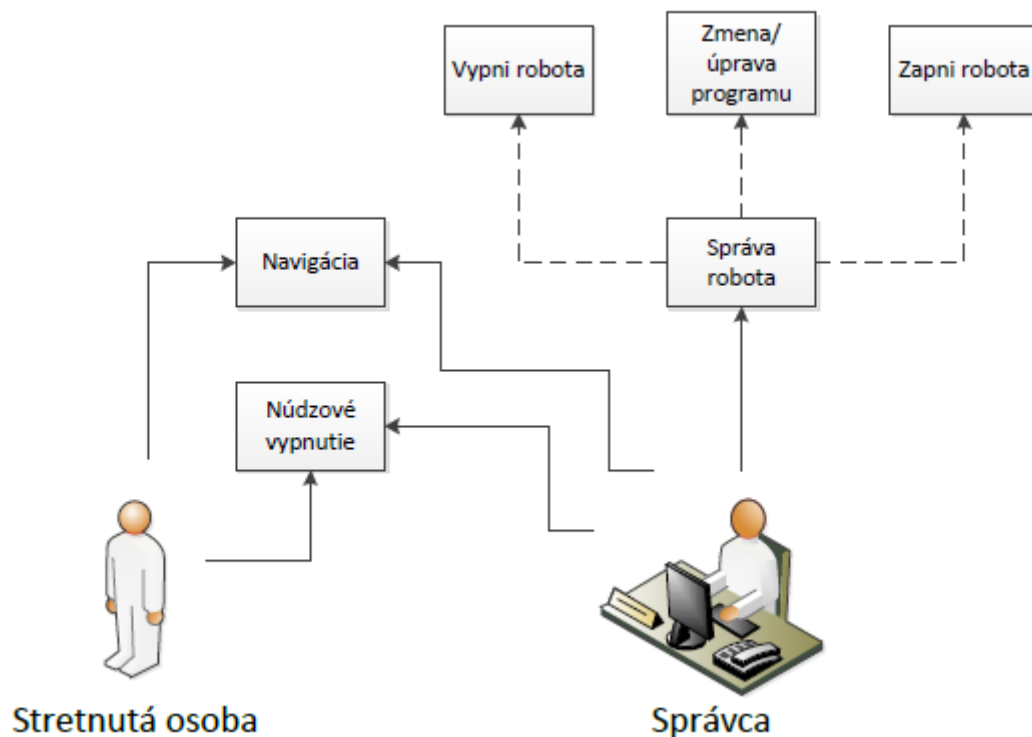 Vypni robota
Zmena/
úprava
programu
Zapni robota
Navigácia
Správa
robota
Núdzové
vypnutie
Stretnutá osoba
Správca